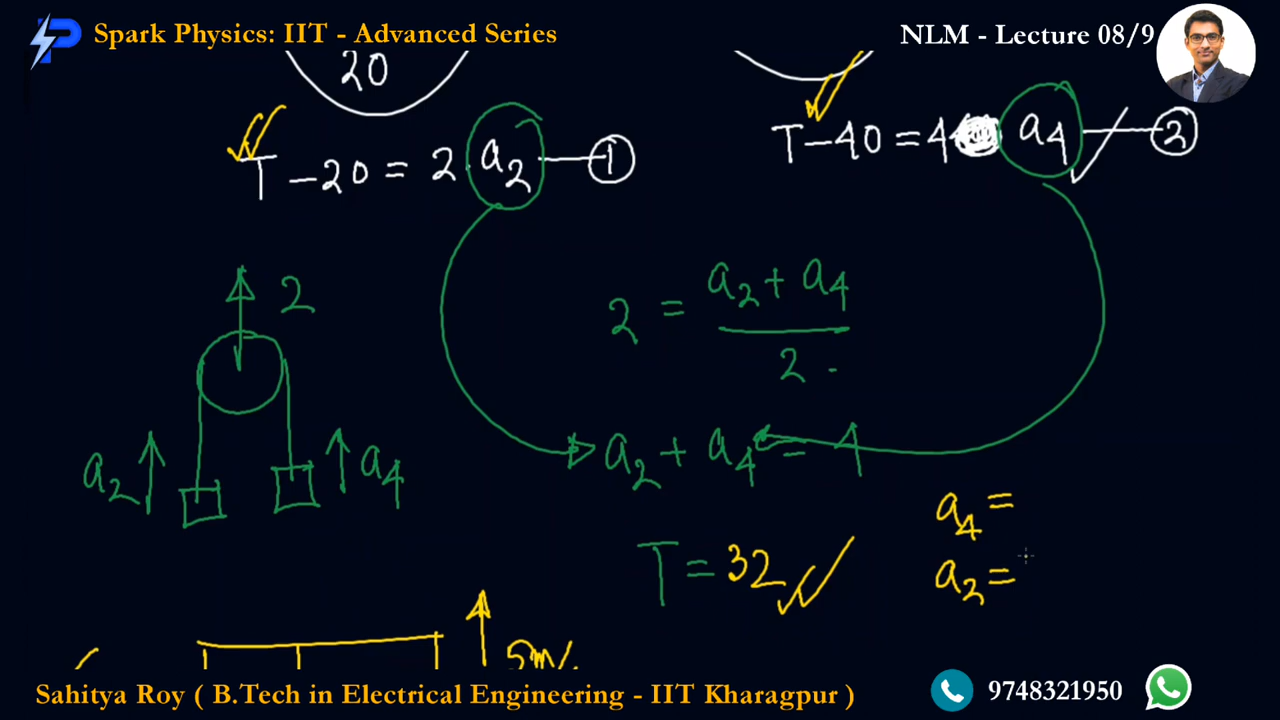 Spark Physics: IIT - Advanced Series
NLM - Lecture 08/9
20
T - 20 = 2 . a₂ — ①
T - 40 = 4 a₄ — ②
2
2 = (a₂ + a₄) / 2
a₂
a₄
a₂ + a₄ = 4
T = 32
a₄ =
a₂ =
5m/
Sahitya Roy ( B.Tech in Electrical Engineering - IIT Kharagpur )
9748321950